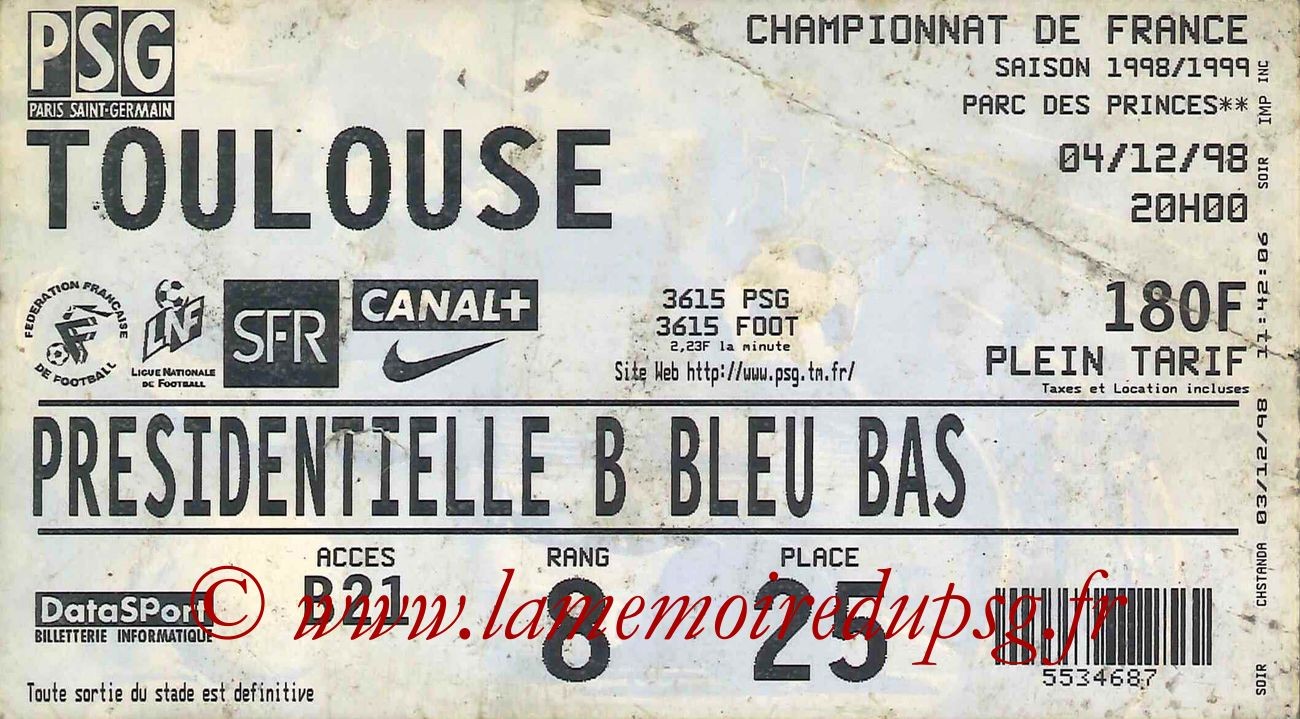 PSG
PARIS SAINT-GERMAIN
CHAMPIONNAT DE FRANCE
SAISON 1998/1999
PARC DES PRINCES**
TOULOUSE
04/12/98
20H00
FEDERATION FRANCAISE
DE FOOTBALL
LNF
LIGUE NATIONALE
DE FOOTBALL
SFR
CANAL+
3615 PSG
3615 FOOT
2,23F la minute
Site Web http://www.psg.tm.fr/
180F
PLEIN TARIF
Taxes et Location incluses
PRESIDENTIELLE B BLEU BAS
ACCES
B21
RANG
8
PLACE
25
DataSPort
BILLETTERIE INFORMATIQUE
© www.lamemoiredupsg.fr
5534687
Toute sortie du stade est definitive
SOIR CHSTANDA 03/12/98 11:42:06 SOIR IMP INC